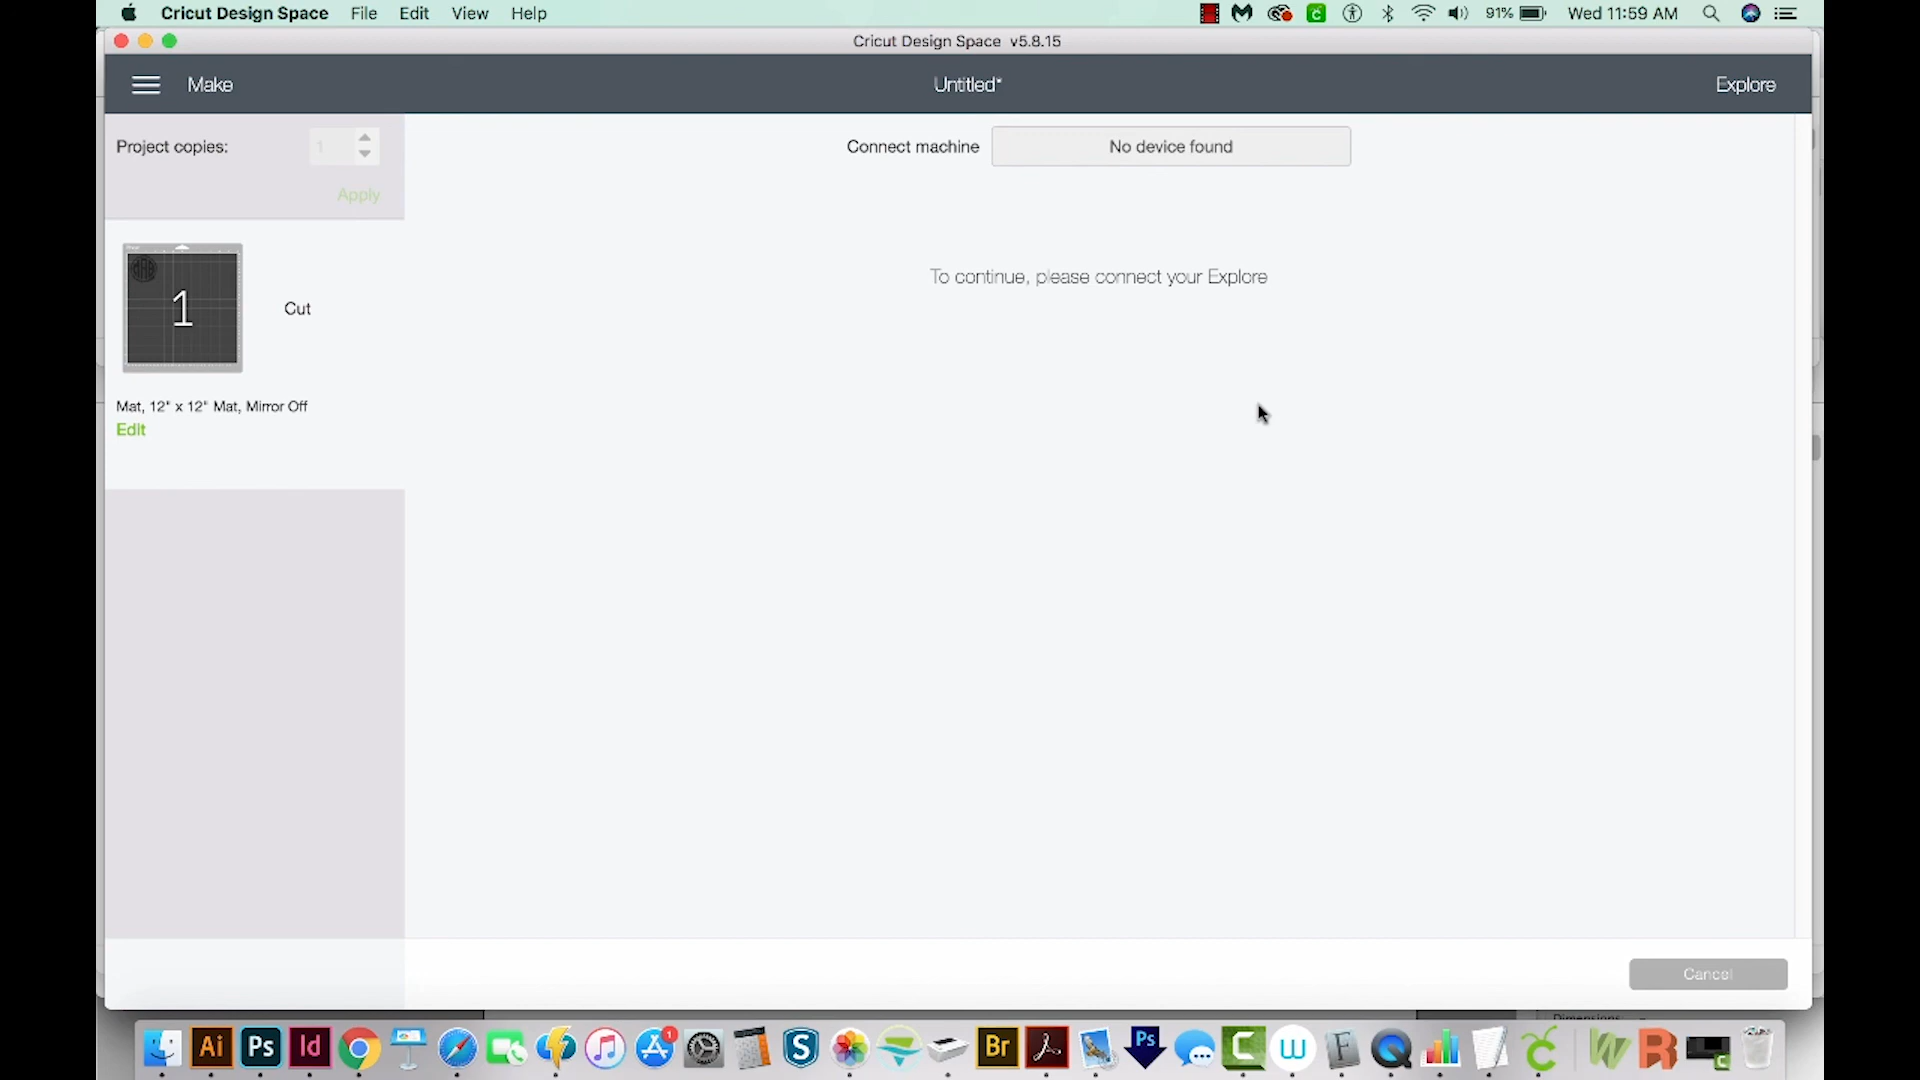 Cricut Design Space File Edit View Help
91% Wed 11:59 AM
Cricut Design Space v5.8.15
Make
Untitled*
Explore
Project copies:
1
Apply
Connect machine
No device found
To continue, please connect your Explore
1
Cut
Mat, 12" x 12" Mat, Mirror Off
Edit
Cancel
Dimensions
Ai
Ps
Id
1
S
Br
Ps
C
W
F